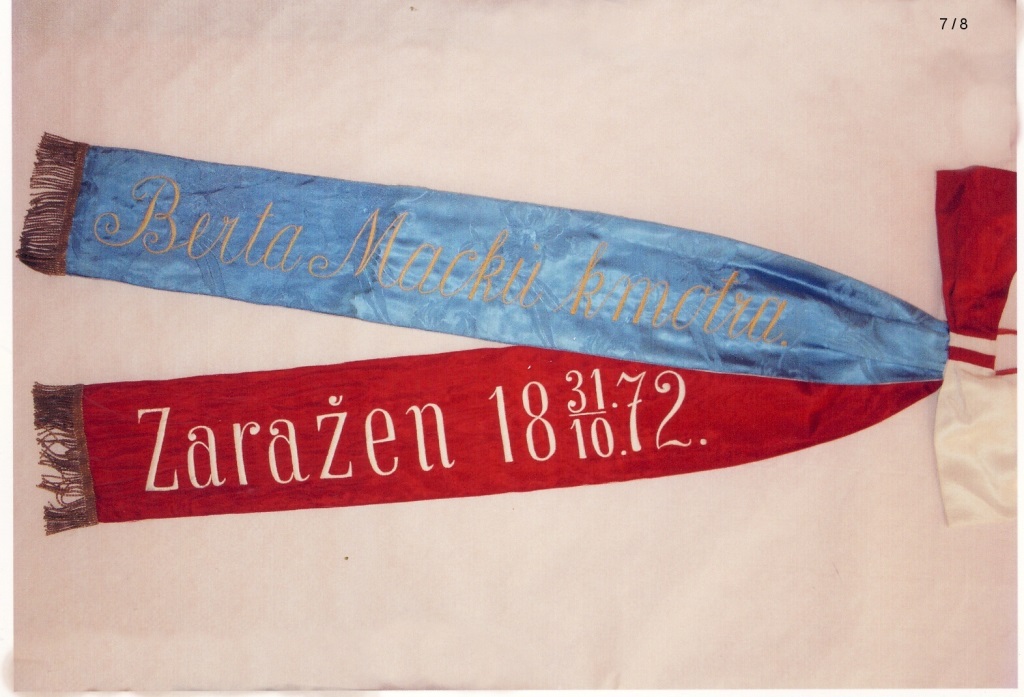 7/8
Berta Macků kmotra.
Zaražen 18 31./10. 72.